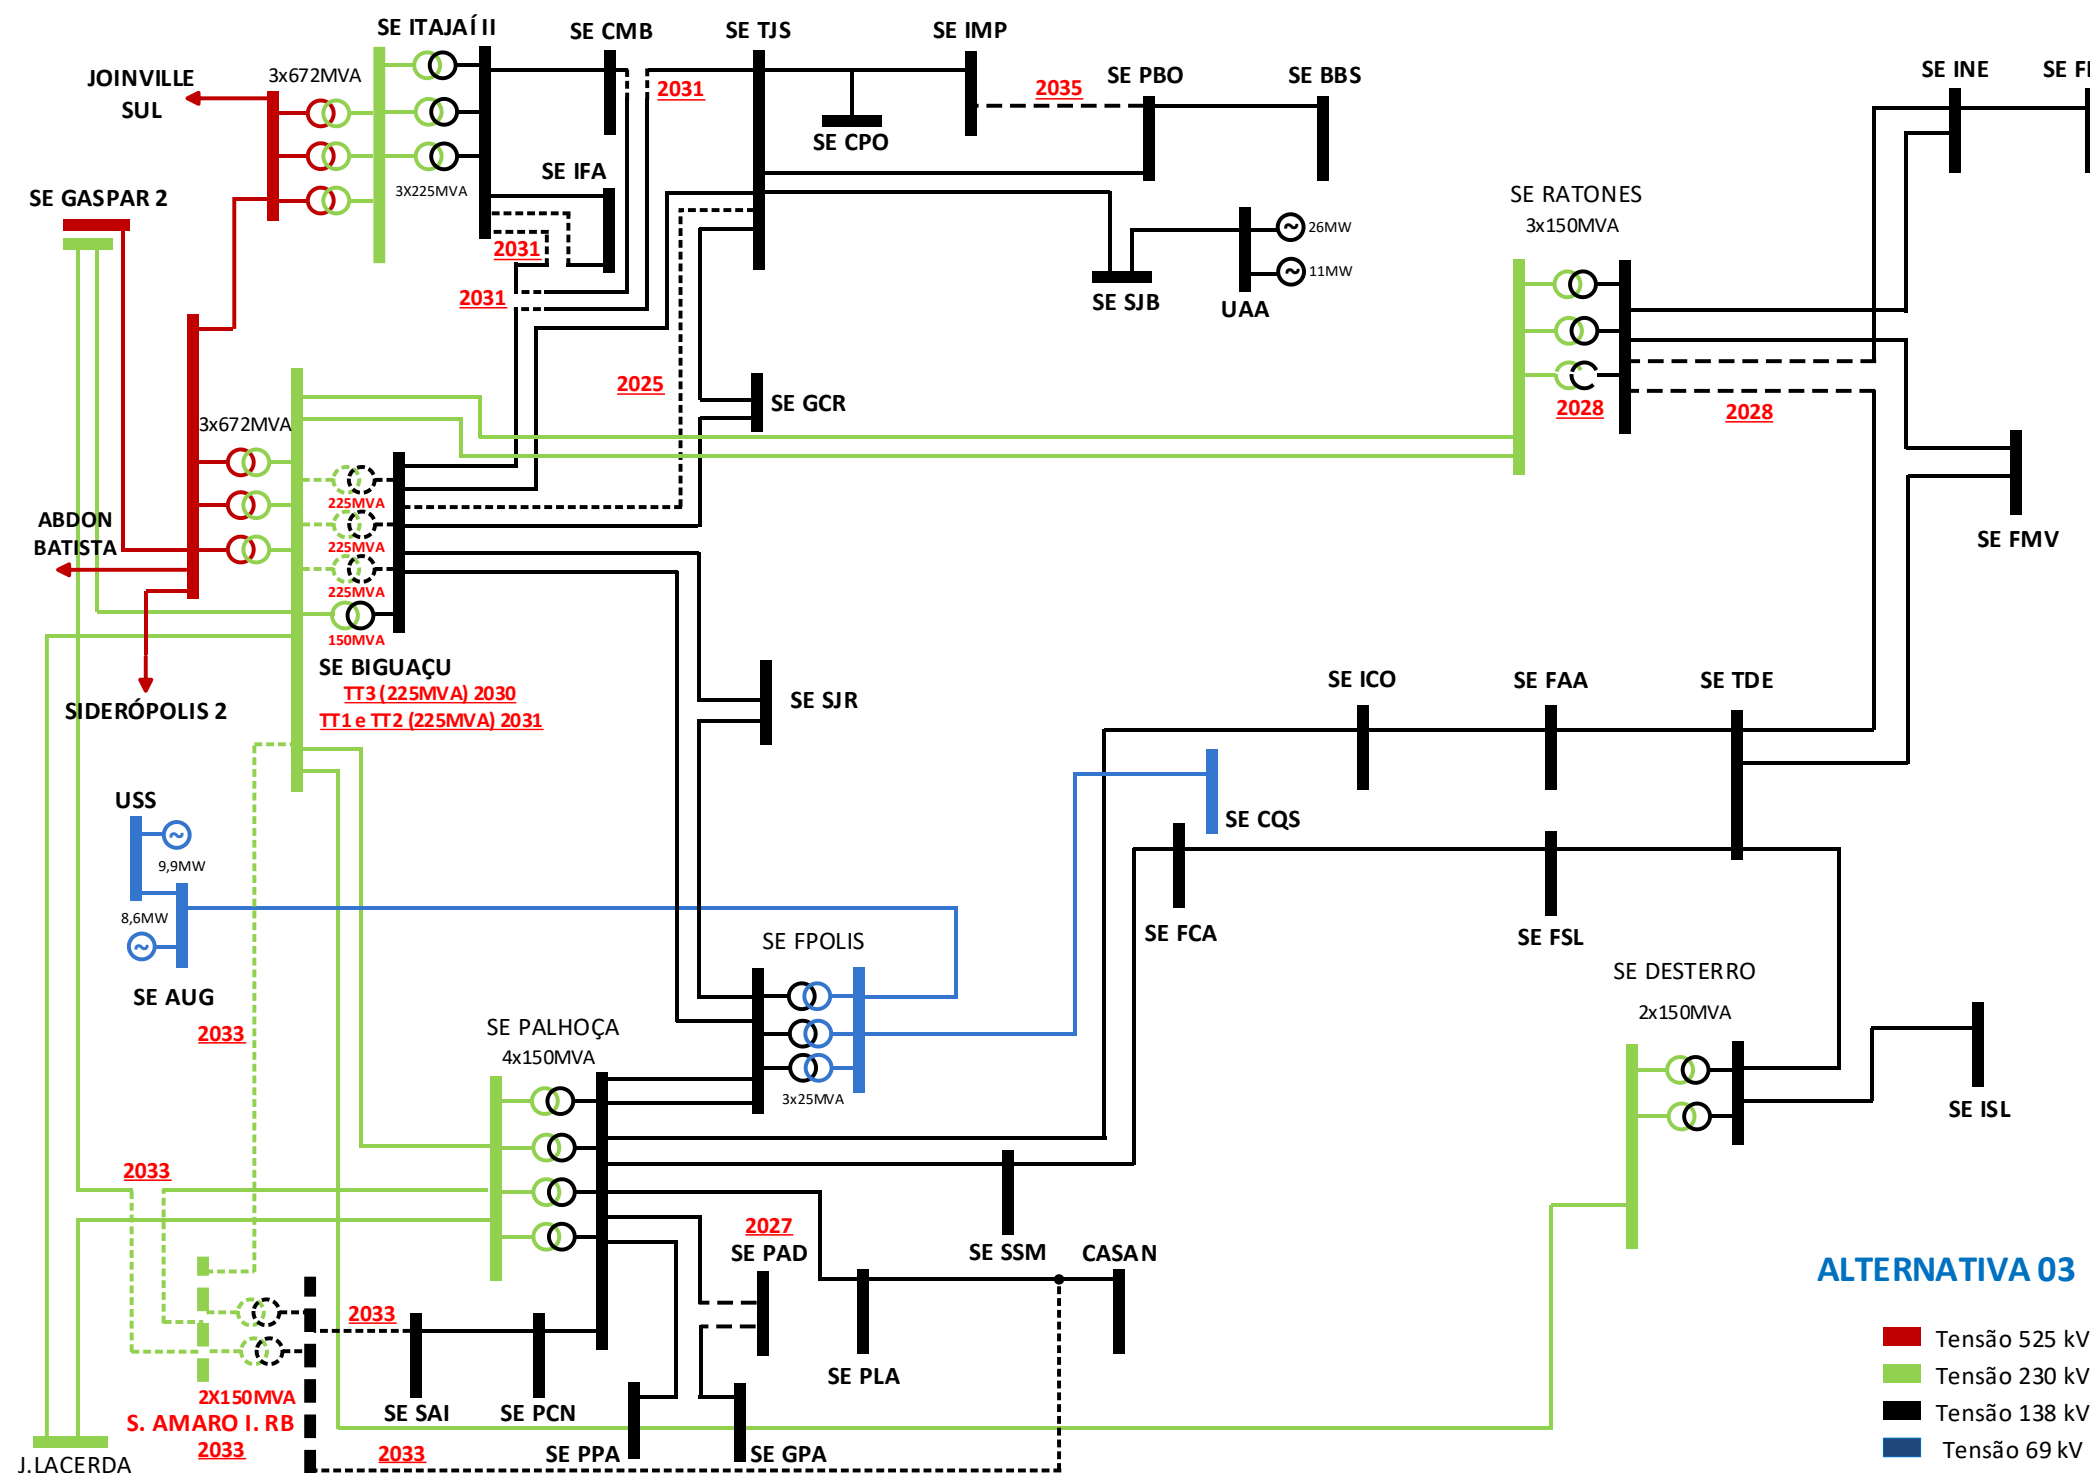 SE ITAJAÍ II
SE CMB
SE TJS
SE IMP
SE PBO
SE BBS
SE INE
JOINVILLE
SUL
3x672MVA
2031
2035
SE CPO
SE IFA
3X225MVA
SE GASPAR 2
SE RATONES
3x150MVA
26MW
11MW
2031
2031
SE SJB
UAA
2025
SE GCR
2028
2028
3x672MVA
225MVA
225MVA
225MVA
150MVA
ABDON
BATISTA
SE FMV
SE BIGUAÇU
TT3 (225MVA) 2030
TT1 e TT2 (225MVA) 2031
SIDERÓPOLIS 2
SE SJR
SE ICO
SE FAA
SE TDE
USS
9,9MW
8,6MW
SE AUG
SE CQS
SE FCA
SE FSL
SE FPOLIS
3x25MVA
SE DESTERRO
2x150MVA
SE ISL
2033
SE PALHOÇA
4x150MVA
2033
2027
SE PAD
SE SSM
CASAN
2033
SE PLA
SE SAI
SE PCN
SE PPA
SE GPA
2X150MVA
S. AMARO I. RB
2033
2033
J.LACERDA
ALTERNATIVA 03
Tensão 525 kV
Tensão 230 kV
Tensão 138 kV
Tensão 69 kV